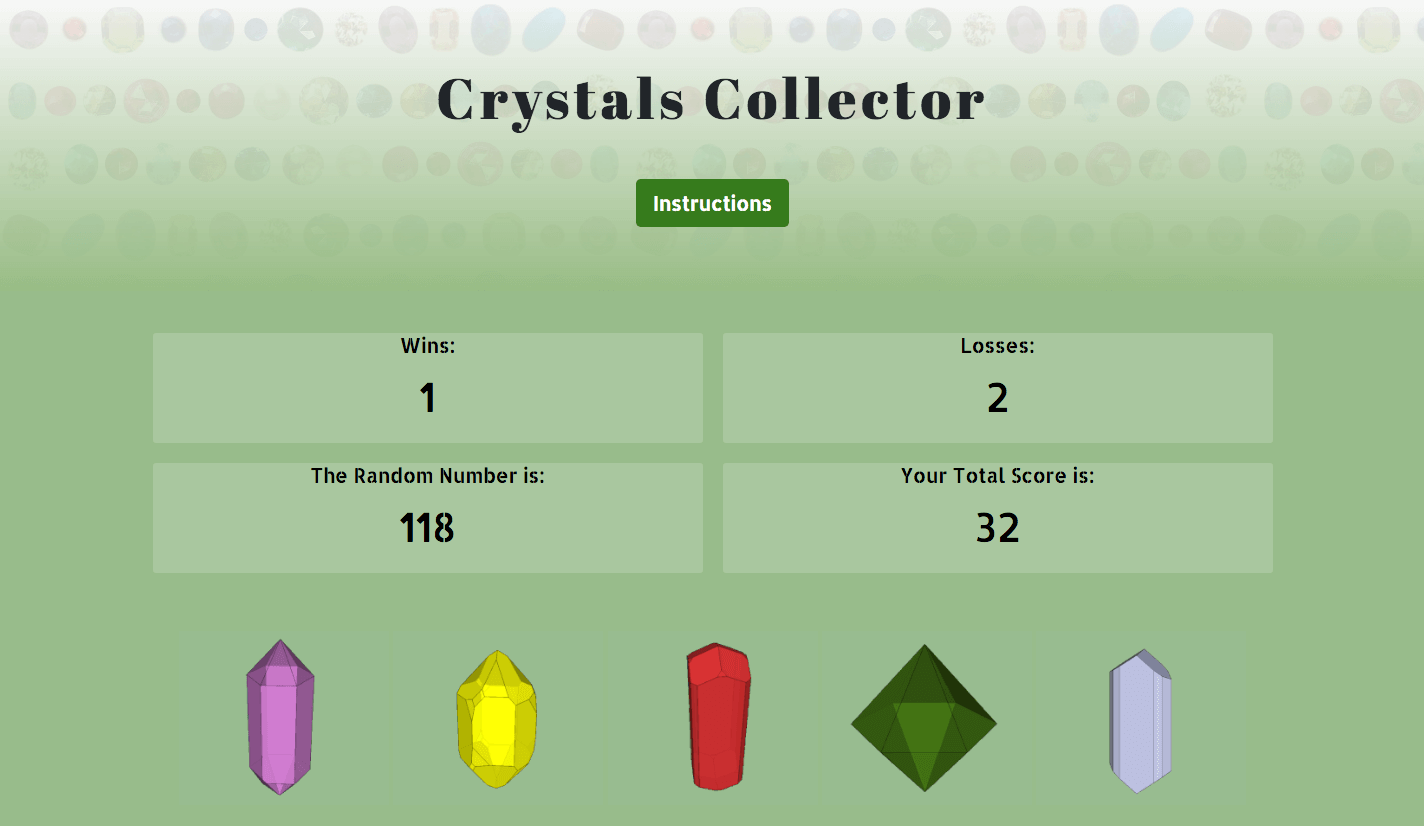 Crystals Collector
Instructions
Wins:
1
Losses:
2
The Random Number is:
118
Your Total Score is:
32